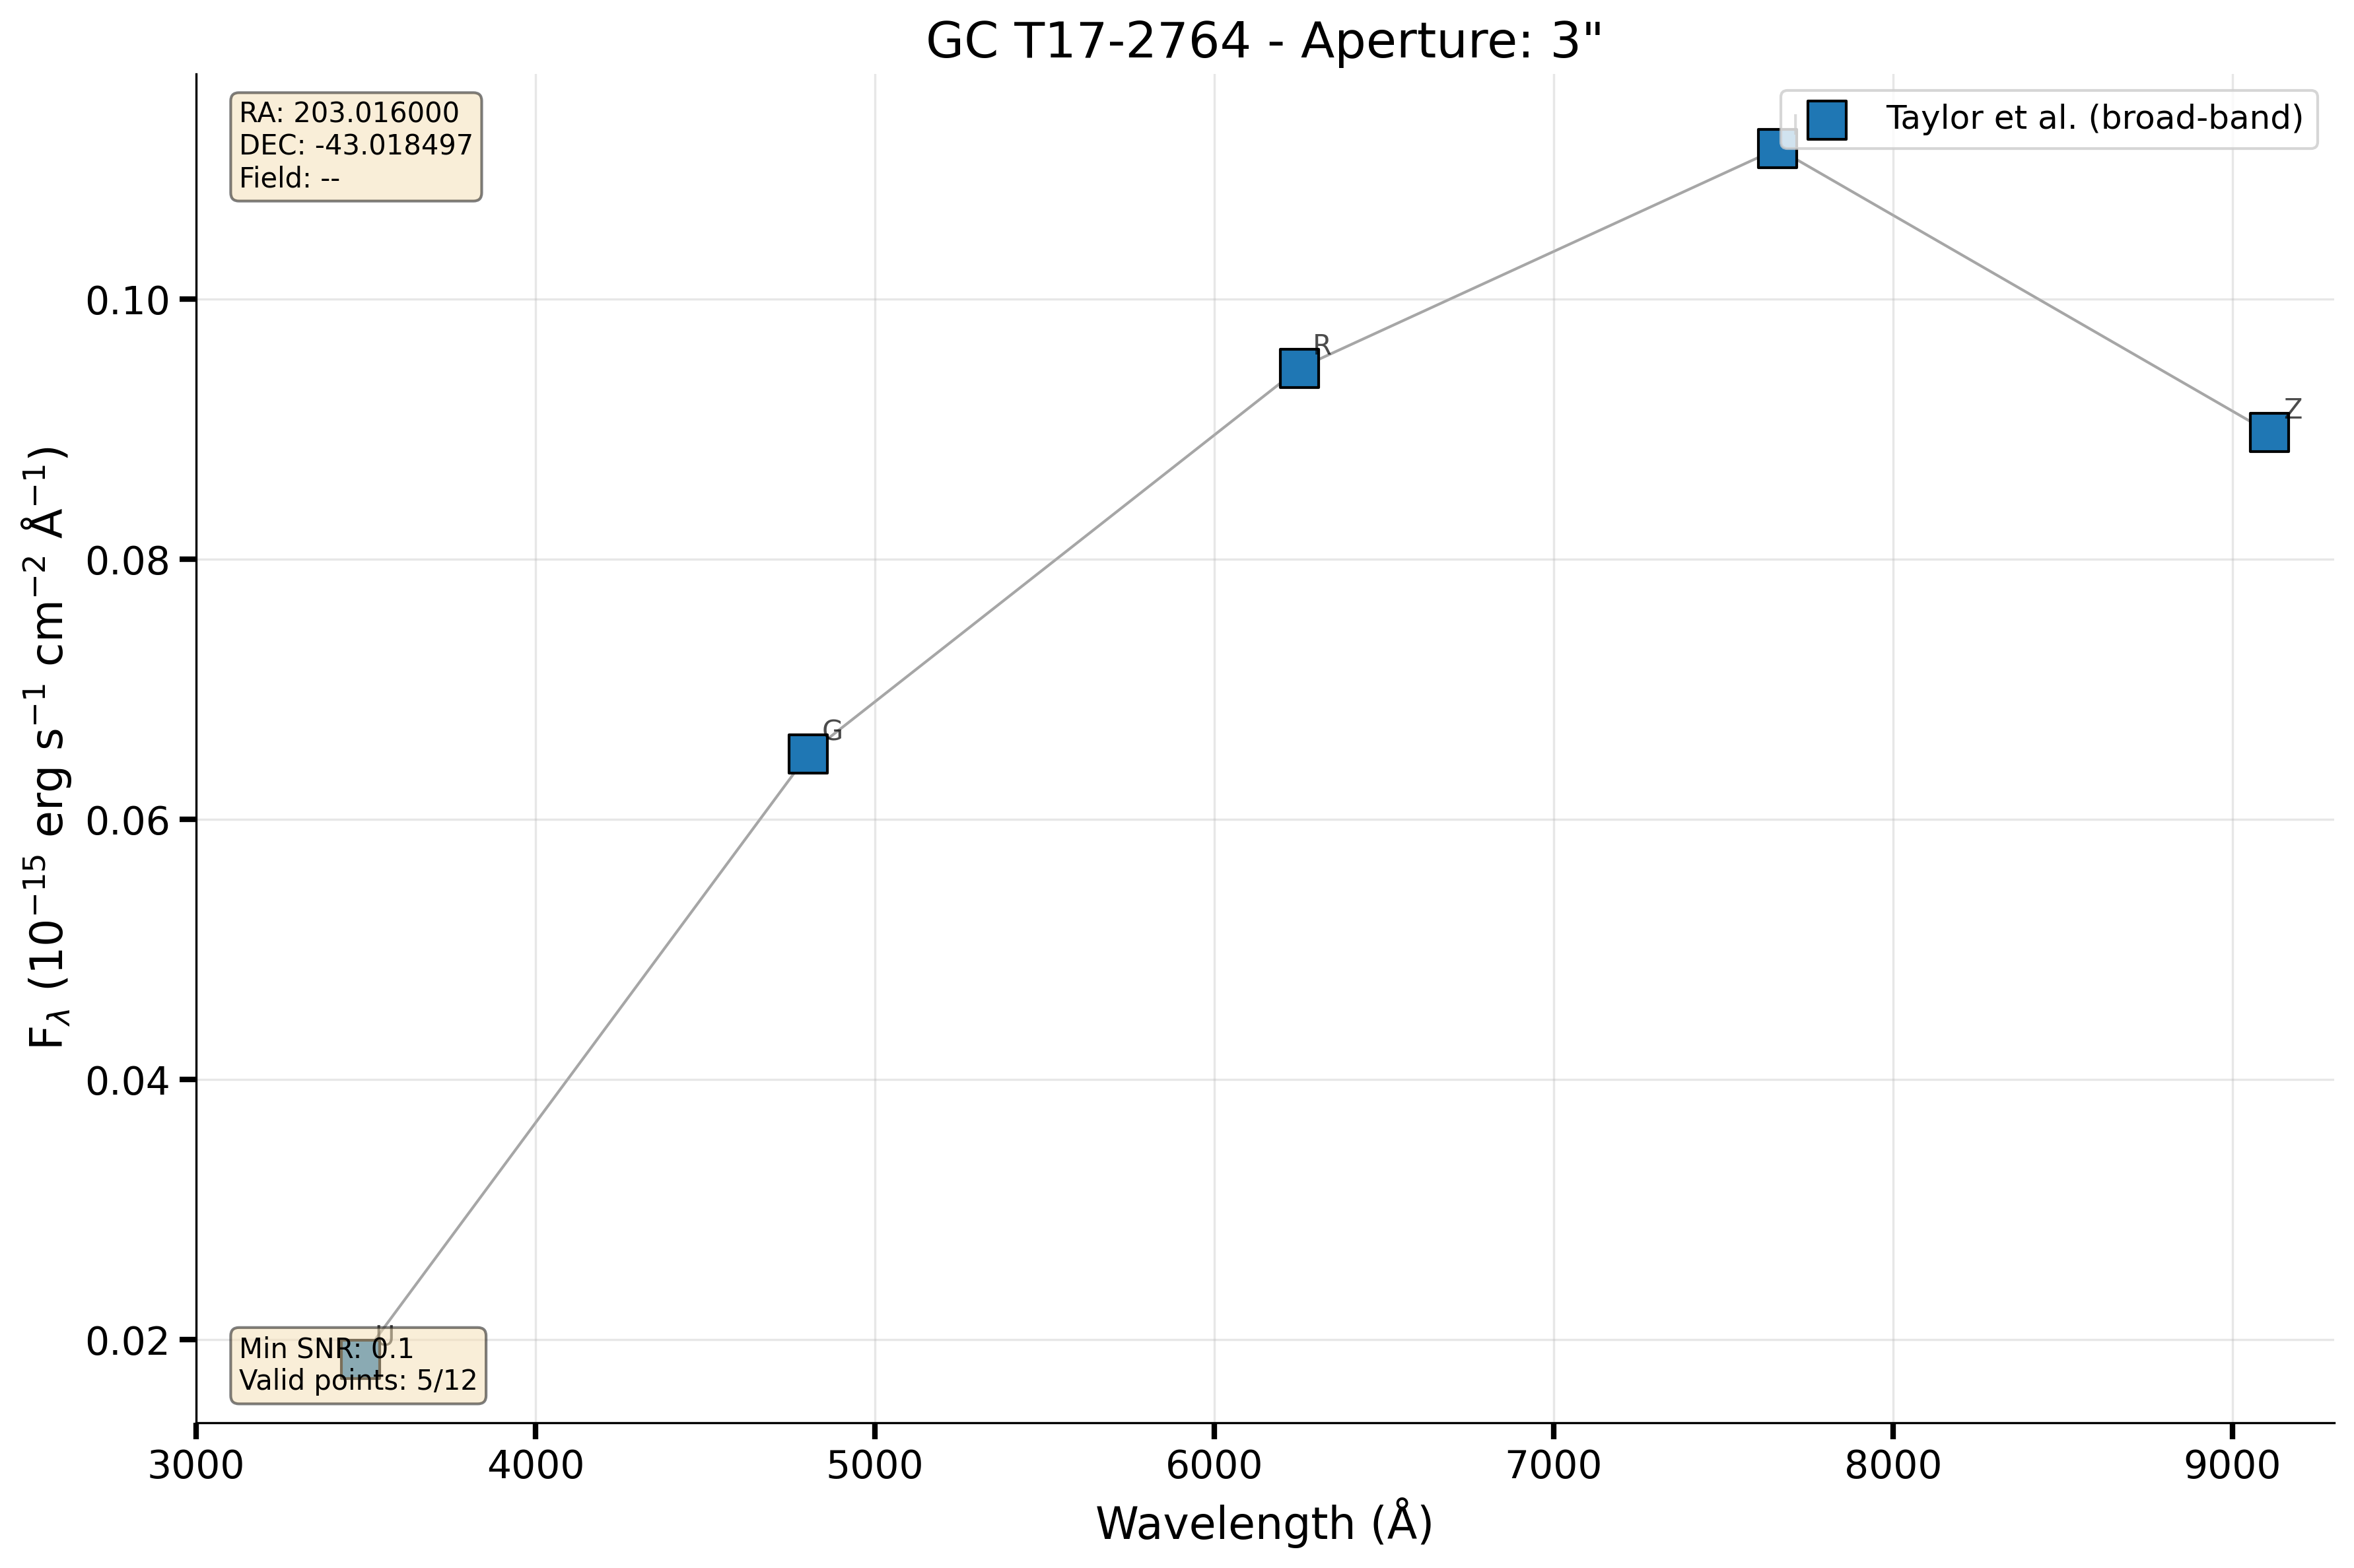 GC T17-2764 - Aperture: 3"
RA: 203.016000
DEC: -43.018497
Field: --
Taylor et al. (broad-band)
I
R
Z
G
U
Min SNR: 0.1
Valid points: 5/12
0.10
0.08
0.06
0.04
0.02
F_λ (10⁻¹⁵ erg s⁻¹ cm⁻² Å⁻¹)
3000 4000 5000 6000 7000 8000 9000
Wavelength (Å)